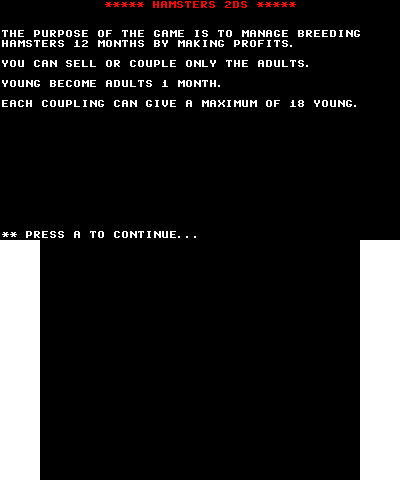 ***** HAMSTERS 2DS *****
THE PURPOSE OF THE GAME IS TO MANAGE BREEDING
HAMSTERS 12 MONTHS BY MAKING PROFITS.
YOU CAN SELL OR COUPLE ONLY THE ADULTS.
YOUNG BECOME ADULTS 1 MONTH.
EACH COUPLING CAN GIVE A MAXIMUM OF 18 YOUNG.
** PRESS A TO CONTINUE...